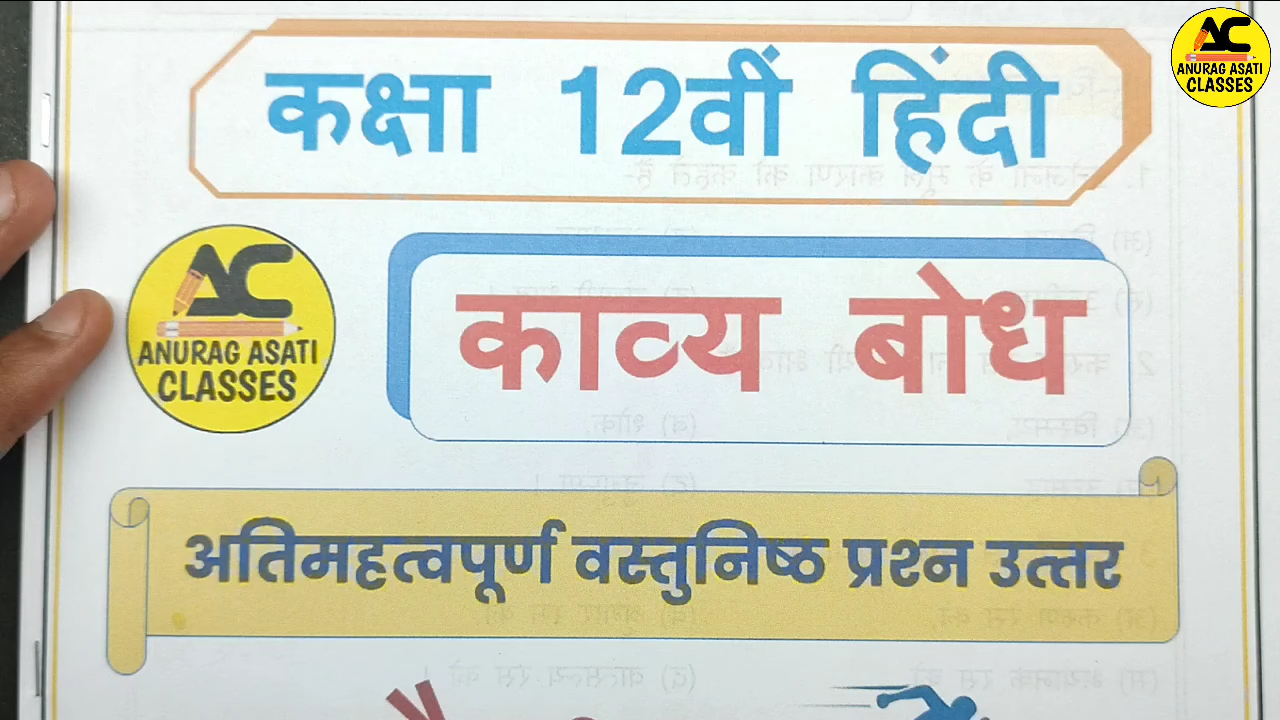 AC
ANURAG ASATI
CLASSES
कक्षा 12वीं हिंदी
AC
ANURAG ASATI
CLASSES
काव्य बोध
अतिमहत्वपूर्ण वस्तुनिष्ठ प्रश्न उत्तर